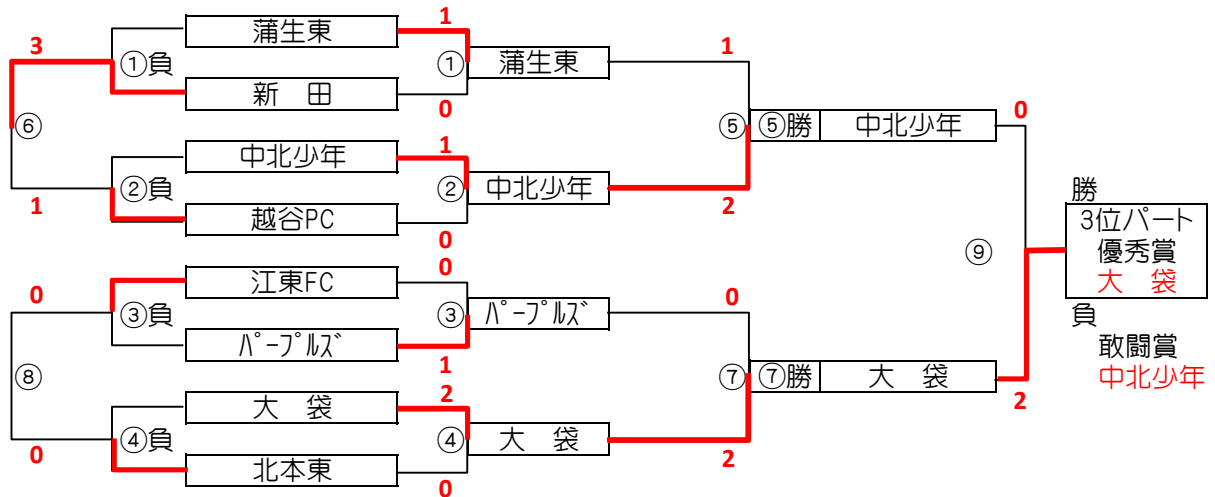 蒲生東
1
3
①負
①
蒲生東
1
新　田
0
⑥
⑤
⑤勝
中北少年
0
中北少年
1
②負
②
中北少年
1
越谷PC
2
0
勝
3位パート
優秀賞
大　袋
⑨
江東FC
0
0
③負
③
ﾊﾟｰﾌﾟﾙｽﾞ
0
ﾊﾟｰﾌﾟﾙｽﾞ
1
負
敢闘賞
中北少年
⑧
⑦
⑦勝
大　袋
2
大　袋
2
④負
④
大　袋
0
北本東
2
0